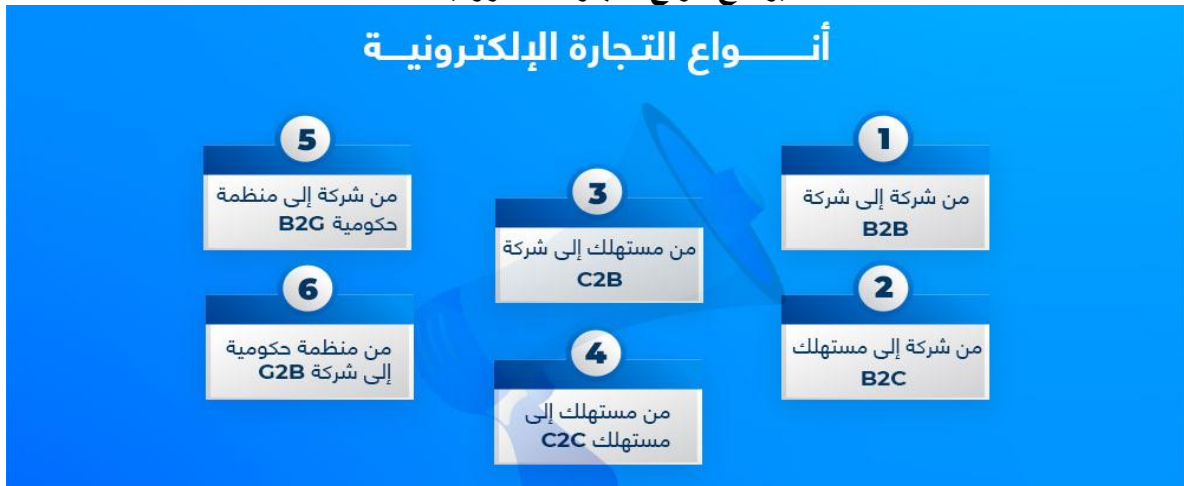 أنــــــواع التجارة الإلكترونيــة
1
من شركة إلى شركة
B2B
2
من شركة إلى مستهلك
B2C
3
من مستهلك إلى شركة
C2B
4
من مستهلك إلى
مستهلك C2C
5
من شركة إلى منظمة
حكومية B2G
6
من منظمة حكومية
إلى شركة G2B